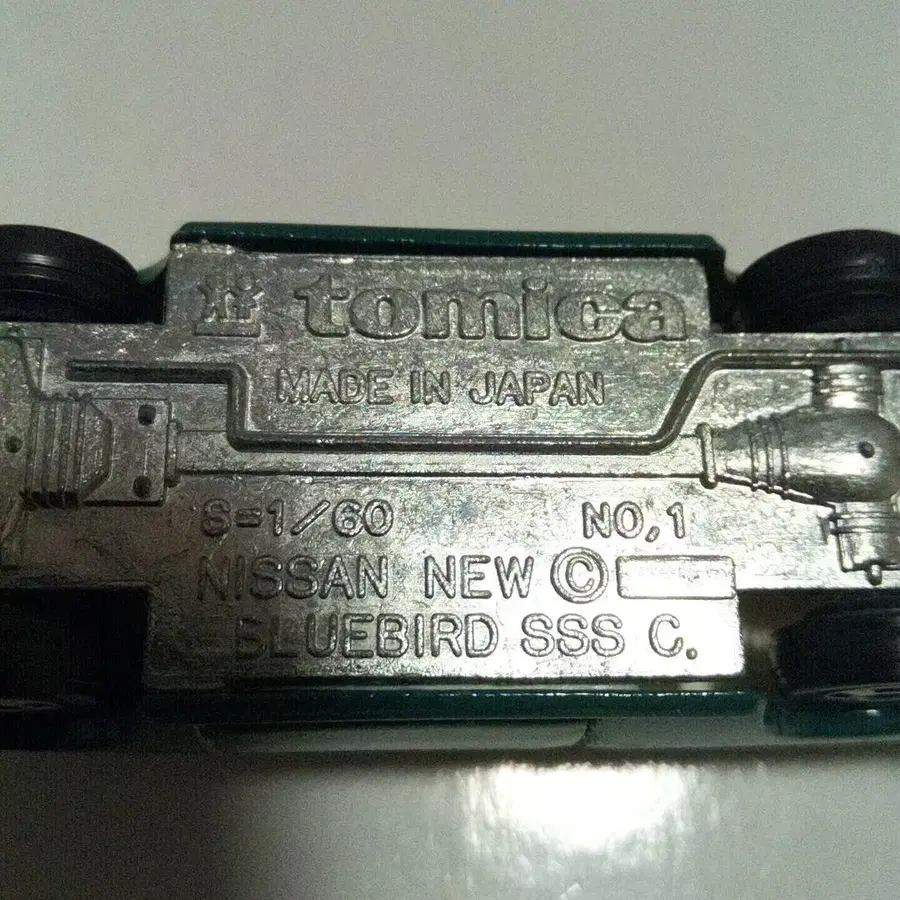 tomica
MADE IN JAPAN
S=1/60 NO,1
NISSAN NEW ©
BLUEBIRD SSS C.